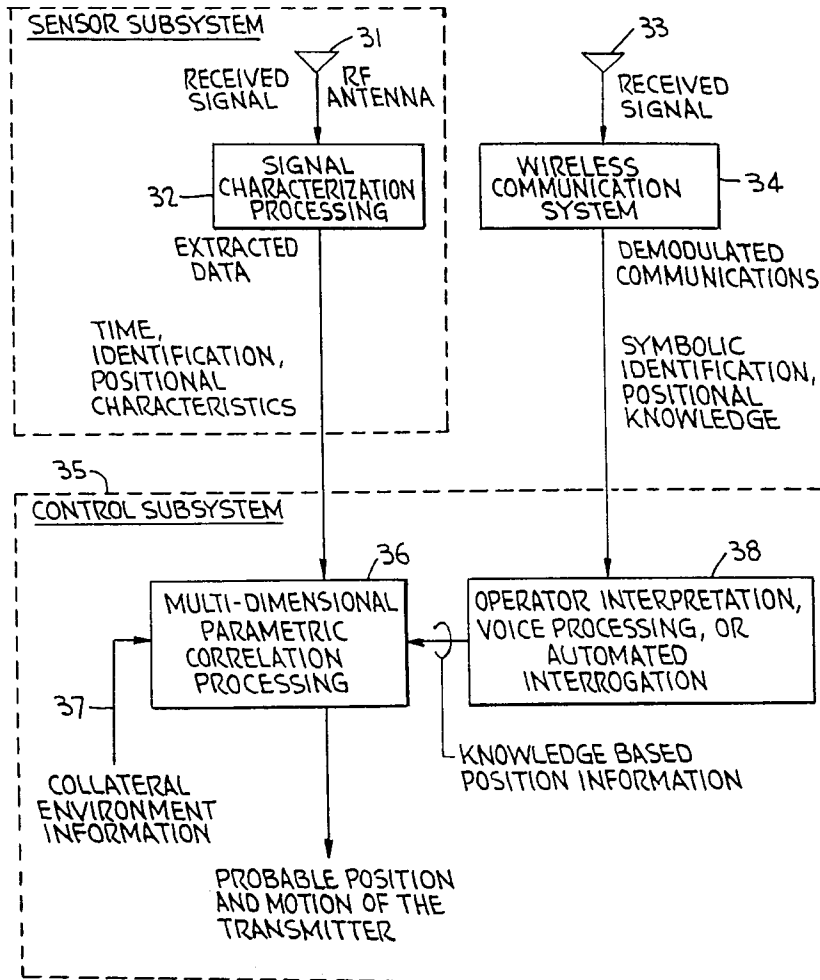 SENSOR SUBSYSTEM
31
RECEIVED
SIGNAL
RF
ANTENNA
33
RECEIVED
SIGNAL
32
SIGNAL
CHARACTERIZATION
PROCESSING
WIRELESS
COMMUNICATION
SYSTEM
34
EXTRACTED
DATA
DEMODULATED
COMMUNICATIONS
TIME,
IDENTIFICATION,
POSITIONAL
CHARACTERISTICS
SYMBOLIC
IDENTIFICATION,
POSITIONAL
KNOWLEDGE
35
CONTROL SUBSYSTEM
36
MULTI-DIMENSIONAL
PARAMETRIC
CORRELATION
PROCESSING
38
OPERATOR INTERPRETATION,
VOICE PROCESSING, OR
AUTOMATED
INTERROGATION
37
COLLATERAL
ENVIRONMENT
INFORMATION
KNOWLEDGE BASED
POSITION INFORMATION
PROBABLE POSITION
AND MOTION OF THE
TRANSMITTER